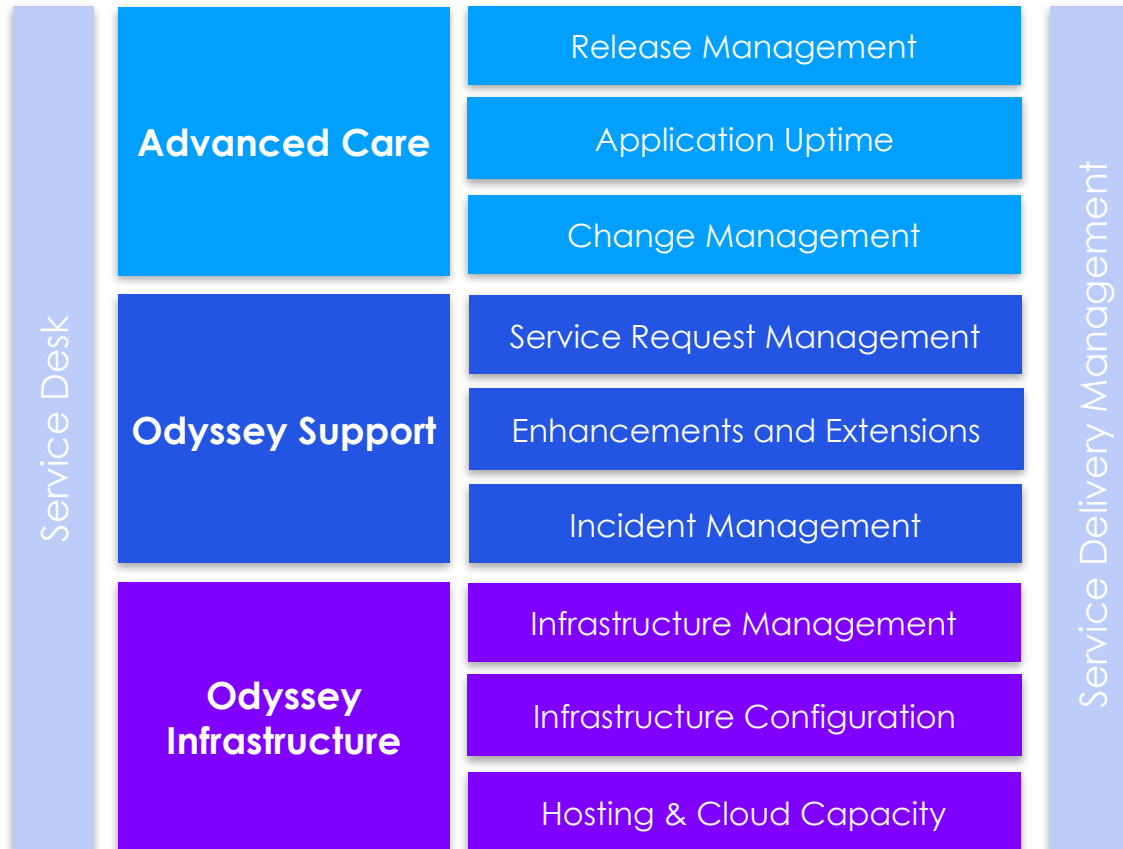 Service Desk
Advanced Care
Release Management
Application Uptime
Change Management
Odyssey Support
Service Request Management
Enhancements and Extensions
Incident Management
Odyssey
Infrastructure
Infrastructure Management
Infrastructure Configuration
Hosting & Cloud Capacity
Service Delivery Management